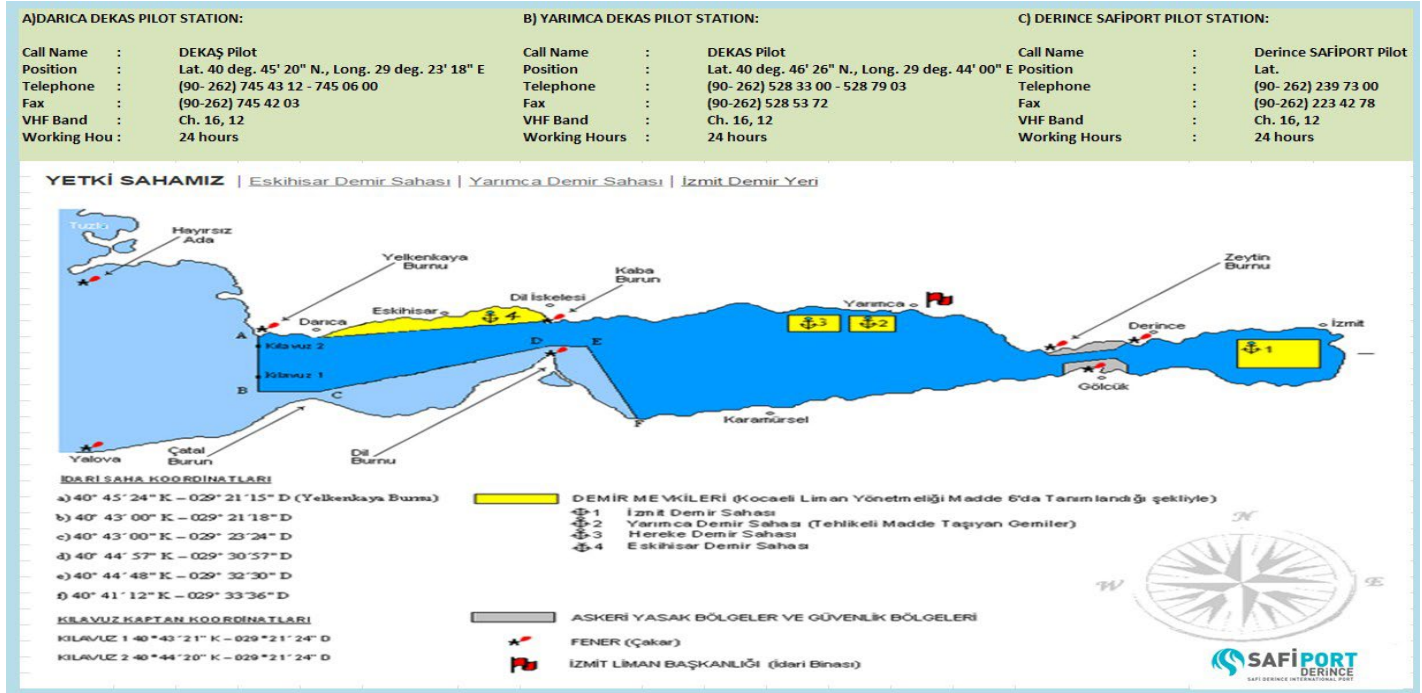 A)DARICA DEKAS PILOT STATION:
Call Name : DEKAŞ Pilot
Position : Lat. 40 deg. 45' 20" N., Long. 29 deg. 23' 18" E
Telephone : (90- 262) 745 43 12 - 745 06 00
Fax : (90-262) 745 42 03
VHF Band : Ch. 16, 12
Working Hou : 24 hours
B) YARIMCA DEKAS PILOT STATION:
Call Name : DEKAS Pilot
Position : Lat. 40 deg. 46' 26" N., Long. 29 deg. 44' 00" E
Telephone : (90- 262) 528 33 00 - 528 79 03
Fax : (90-262) 528 53 72
VHF Band : Ch. 16, 12
Working Hours : 24 hours
C) DERINCE SAFİPORT PILOT STATION:
Call Name : Derince SAFİPORT Pilot
Position : Lat.
Telephone : (90- 262) 239 73 00
Fax : (90-262) 223 42 78
VHF Band : Ch. 16, 12
Working Hours : 24 hours
YETKİ SAHAMIZ | Eskihisar Demir Sahası | Yarımca Demir Sahası | İzmit Demir Yeri
Tuzla
Hayırsız
Ada
Yelkenkaya
Burnu
Kaba
Burun
Zeytin
Burnu
Eskihisar
Dil İskelesi
Yarımca
Darıca
4
3
2
Derince
İzmit
A
Kılavuz 2
D
E
1
Kılavuz 1
B
C
Gölcük
F
Karamürsel
Yalova
Çatal
Burun
Dil
Burnu
İDARİ SAHA KOORDİNATLARI
a) 40° 45´24" K – 029° 21´15" D (Yelkenkaya Burnu)
b) 40° 43´00" K – 029° 21´18" D
c) 40° 43´00" K – 029° 23´24" D
d) 40° 44´57" K – 029° 30´57" D
e) 40° 44´48" K – 029° 32´30" D
f) 40° 41´12" K – 029° 33´36" D
KILAVUZ KAPTAN KOORDİNATLARI
KILAVUZ 1 40°43´21" K – 029°21´24" D
KILAVUZ 2 40°44´20" K – 029°21´24" D
DEMİR MEVKİLERİ (Kocaeli Liman Yönetmeliği Madde 6'da Tanımlandığı şekliyle)
1 İzmit Demir Sahası
2 Yarımca Demir Sahası (Tehlikeli Madde Taşıyan Gemiler)
3 Hereke Demir Sahası
4 Eskihisar Demir Sahası
ASKERİ YASAK BÖLGELER VE GÜVENLİK BÖLGELERİ
FENER (Çakar)
İZMİT LİMAN BAŞKANLIĞI (İdari Binası)
N
W
E
SAFİPORT
DERİNCE
SAFİ DERİNCE INTERNATIONAL PORT